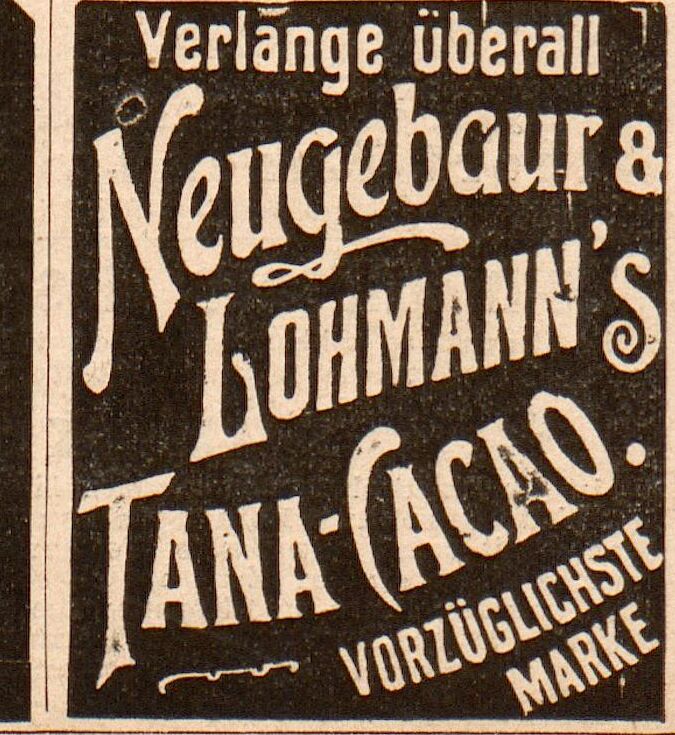 Verlange überall
Neugebaur &
LOHMANN'S
TANA-CACAO.
VORZÜGLICHSTE
MARKE